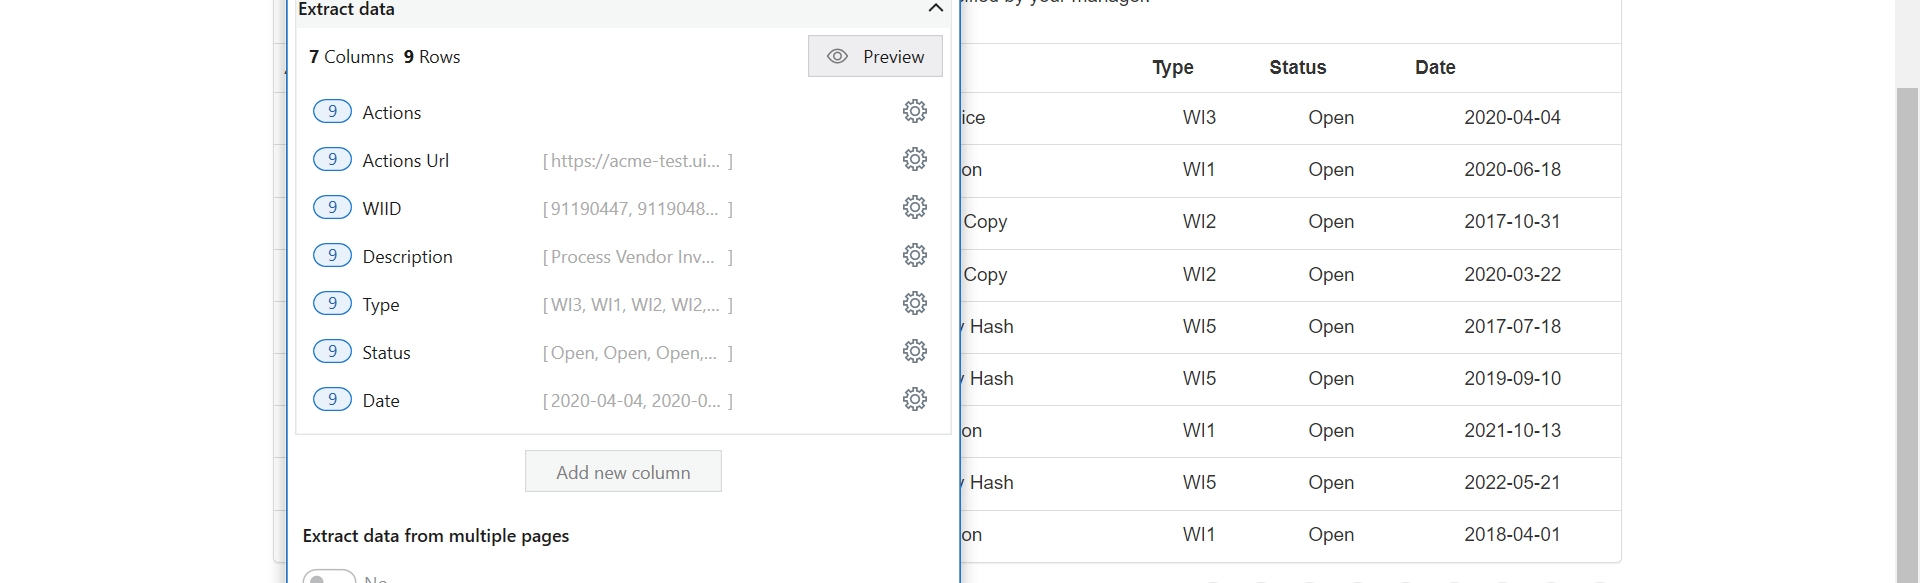 Extract data
7 Columns 9 Rows
Preview
9 Actions
9 Actions Url [ https://acme-test.ui... ]
9 WIID [ 91190447, 9119048... ]
9 Description [ Process Vendor Inv... ]
9 Type [ WI3, WI1, WI2, WI2,... ]
9 Status [ Open, Open, Open,... ]
9 Date [ 2020-04-04, 2020-0... ]
Add new column
Extract data from multiple pages
No
by your manager.
Type Status Date
ice WI3 Open 2020-04-04
on WI1 Open 2020-06-18
Copy WI2 Open 2017-10-31
Copy WI2 Open 2020-03-22
Hash WI5 Open 2017-07-18
Hash WI5 Open 2019-09-10
on WI1 Open 2021-10-13
Hash WI5 Open 2022-05-21
on WI1 Open 2018-04-01